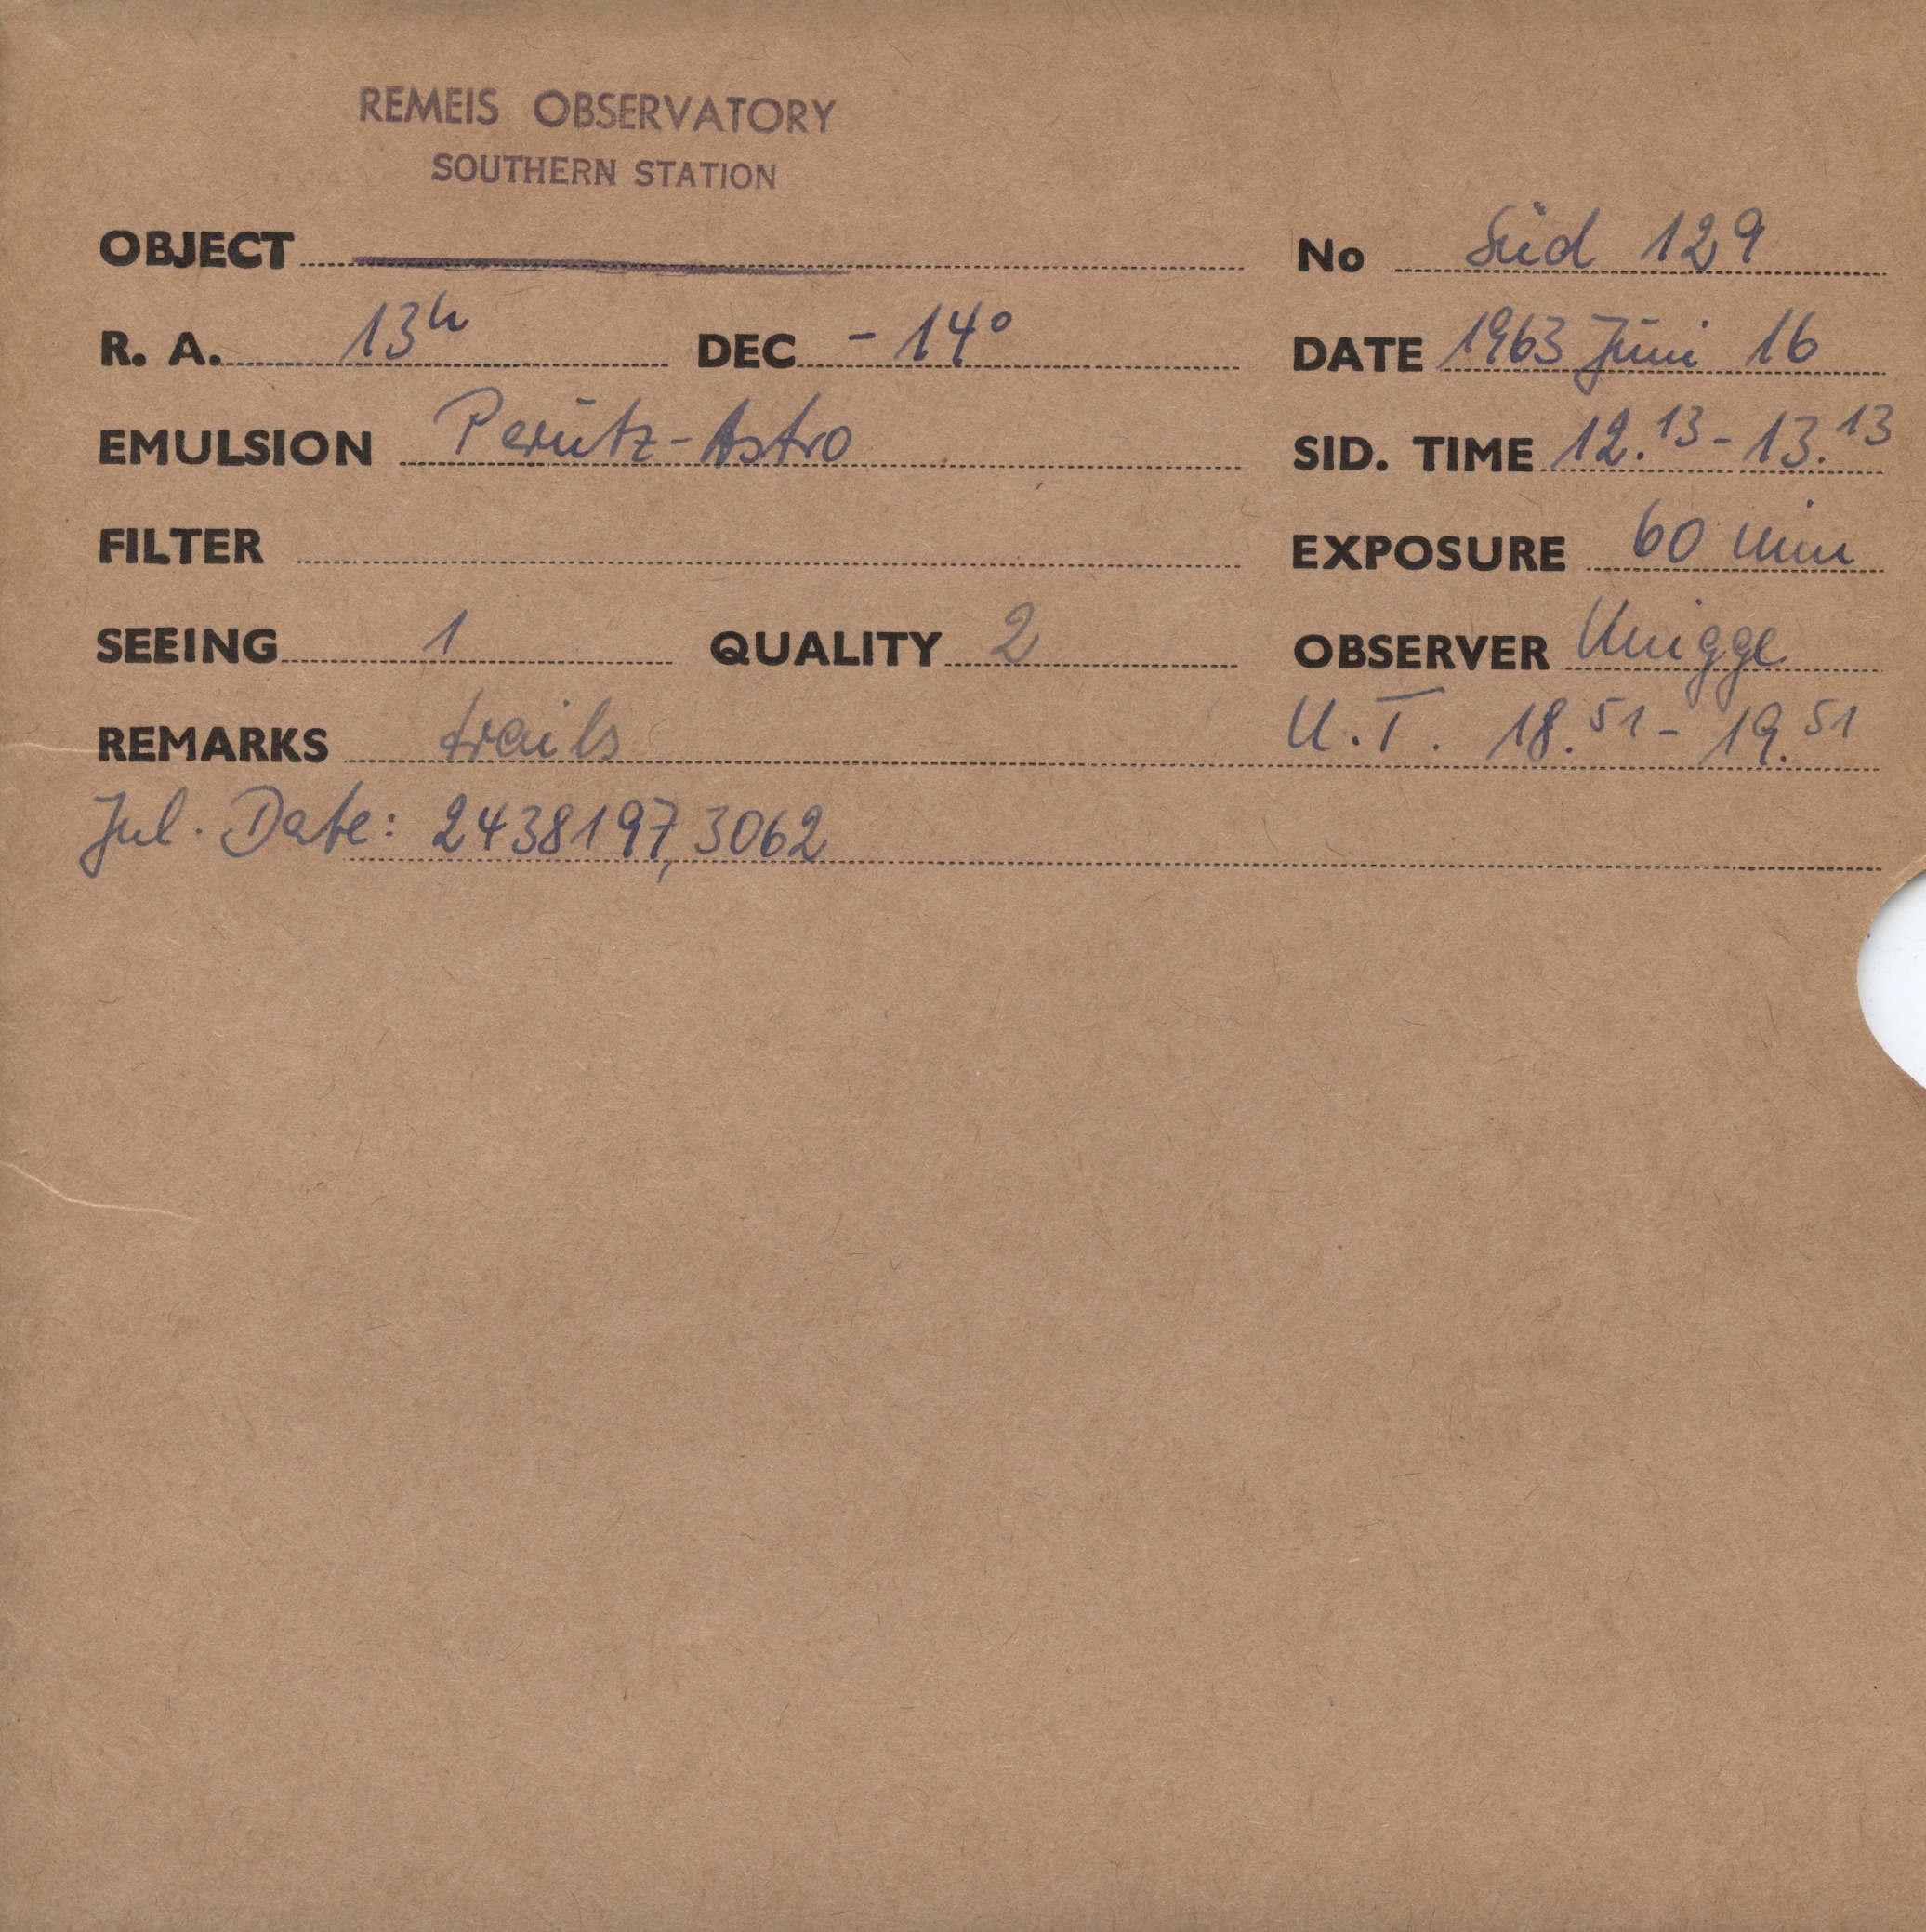 REMEIS OBSERVATORY
SOUTHERN STATION
OBJECT No Süd 129
R. A. 13h DEC - 14° DATE 1963 Juni 16
EMULSION Perutz-Astro SID. TIME 12.13 - 13.13
FILTER EXPOSURE 60 min
SEEING 1 QUALITY 2 OBSERVER Knigge
REMARKS trails U.T. 18.51 - 19.51
Jul. Date: 2438197,3062